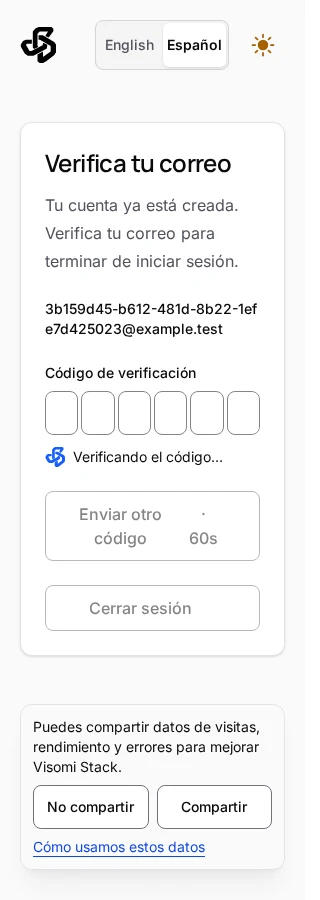 English Español
Verifica tu correo
Tu cuenta ya está creada.
Verifica tu correo para
terminar de iniciar sesión.
3b159d45-b612-481d-8b22-1ef
e7d425023@example.test
Código de verificación
Verificando el código...
Enviar otro código · 60s
Cerrar sesión
Puedes compartir datos de visitas,
rendimiento y errores para mejorar
Visomi Stack.
No compartir Compartir
Cómo usamos estos datos